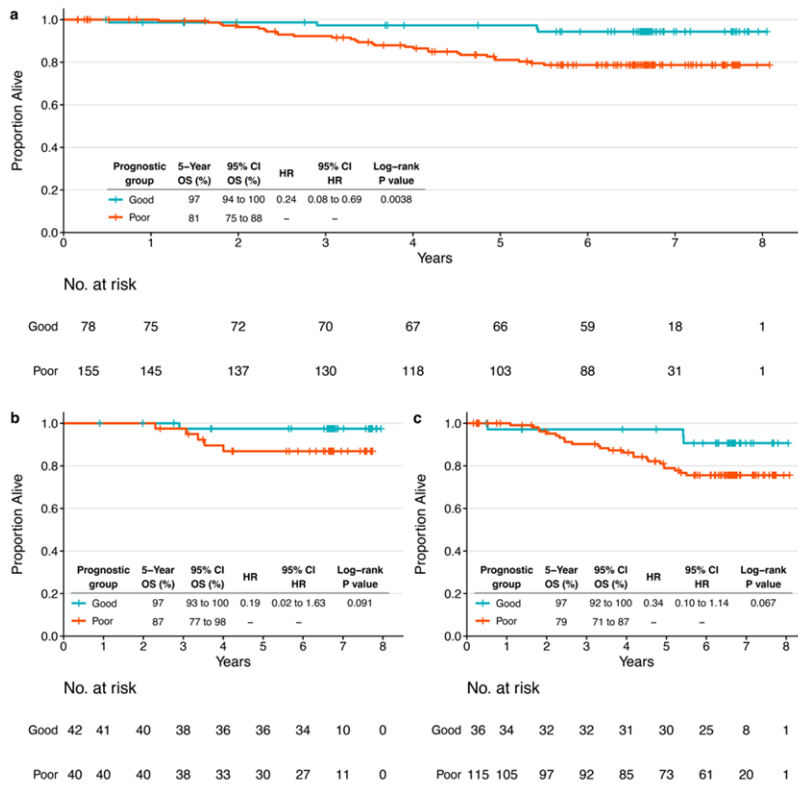 a
Proportion Alive
1.0
0.8
0.6
0.4
0.2
0.0
Prognostic group 5–Year OS (%) 95% CI OS (%) HR 95% CI HR Log–rank P value
Good 97 94 to 100 0.24 0.08 to 0.69 0.0038
Poor 81 75 to 88 – –
0 1 2 3 4 5 6 7 8
Years
No. at risk
Good 78 75 72 70 67 66 59 18 1
Poor 155 145 137 130 118 103 88 31 1
b
Proportion Alive
1.0
0.8
0.6
0.4
0.2
0.0
Prognostic group 5–Year OS (%) 95% CI OS (%) HR 95% CI HR Log–rank P value
Good 97 93 to 100 0.19 0.02 to 1.63 0.091
Poor 87 77 to 98 – –
0 1 2 3 4 5 6 7 8
Years
No. at risk
Good 42 41 40 38 36 36 34 10 0
Poor 40 40 40 38 33 30 27 11 0
c
Proportion Alive
1.0
0.8
0.6
0.4
0.2
0.0
Prognostic group 5–Year OS (%) 95% CI OS (%) HR 95% CI HR Log–rank P value
Good 97 92 to 100 0.34 0.10 to 1.14 0.067
Poor 79 71 to 87 – –
0 1 2 3 4 5 6 7 8
Years
No. at risk
Good 36 34 32 32 31 30 25 8 1
Poor 115 105 97 92 85 73 61 20 1